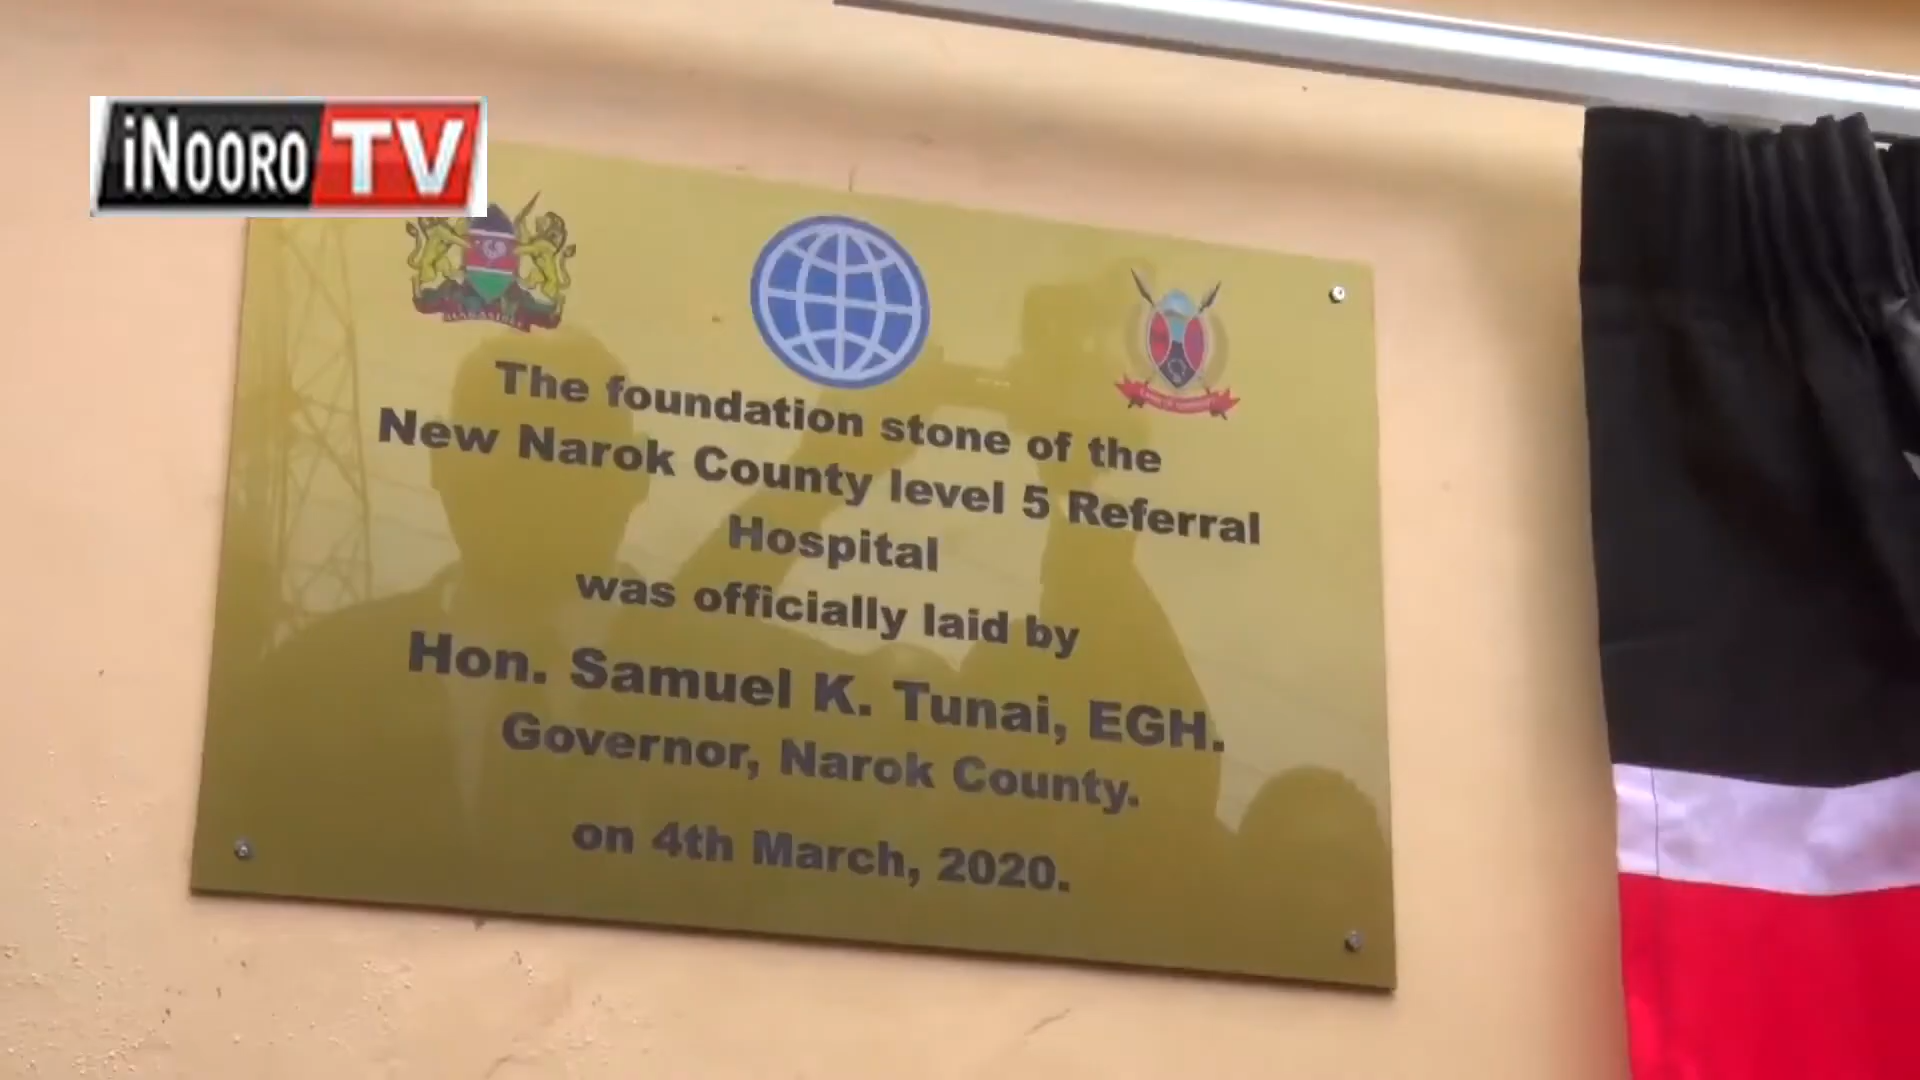 iNOORO TV
The foundation stone of the
New Narok County level 5 Referral
Hospital
was officially laid by
Hon. Samuel K. Tunai, EGH.
Governor, Narok County.
on 4th March, 2020.